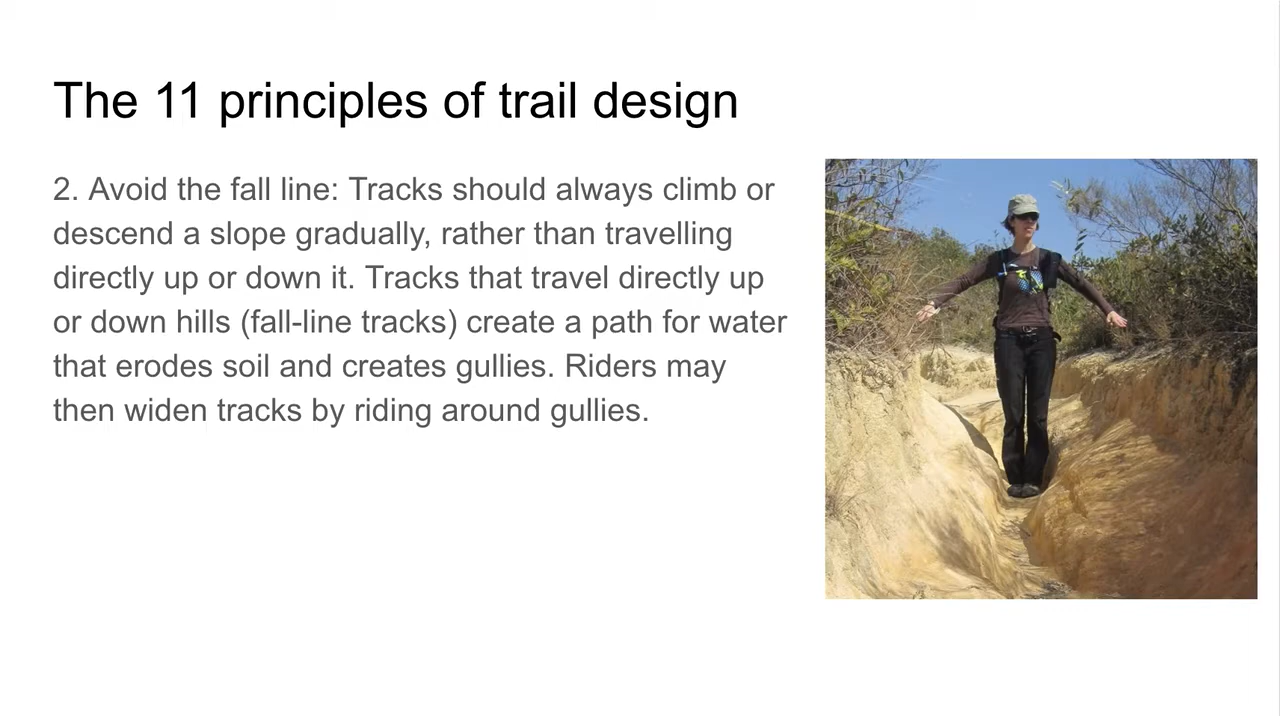 The 11 principles of trail design
2. Avoid the fall line: Tracks should always climb or
descend a slope gradually, rather than travelling
directly up or down it. Tracks that travel directly up
or down hills (fall-line tracks) create a path for water
that erodes soil and creates gullies. Riders may
then widen tracks by riding around gullies.